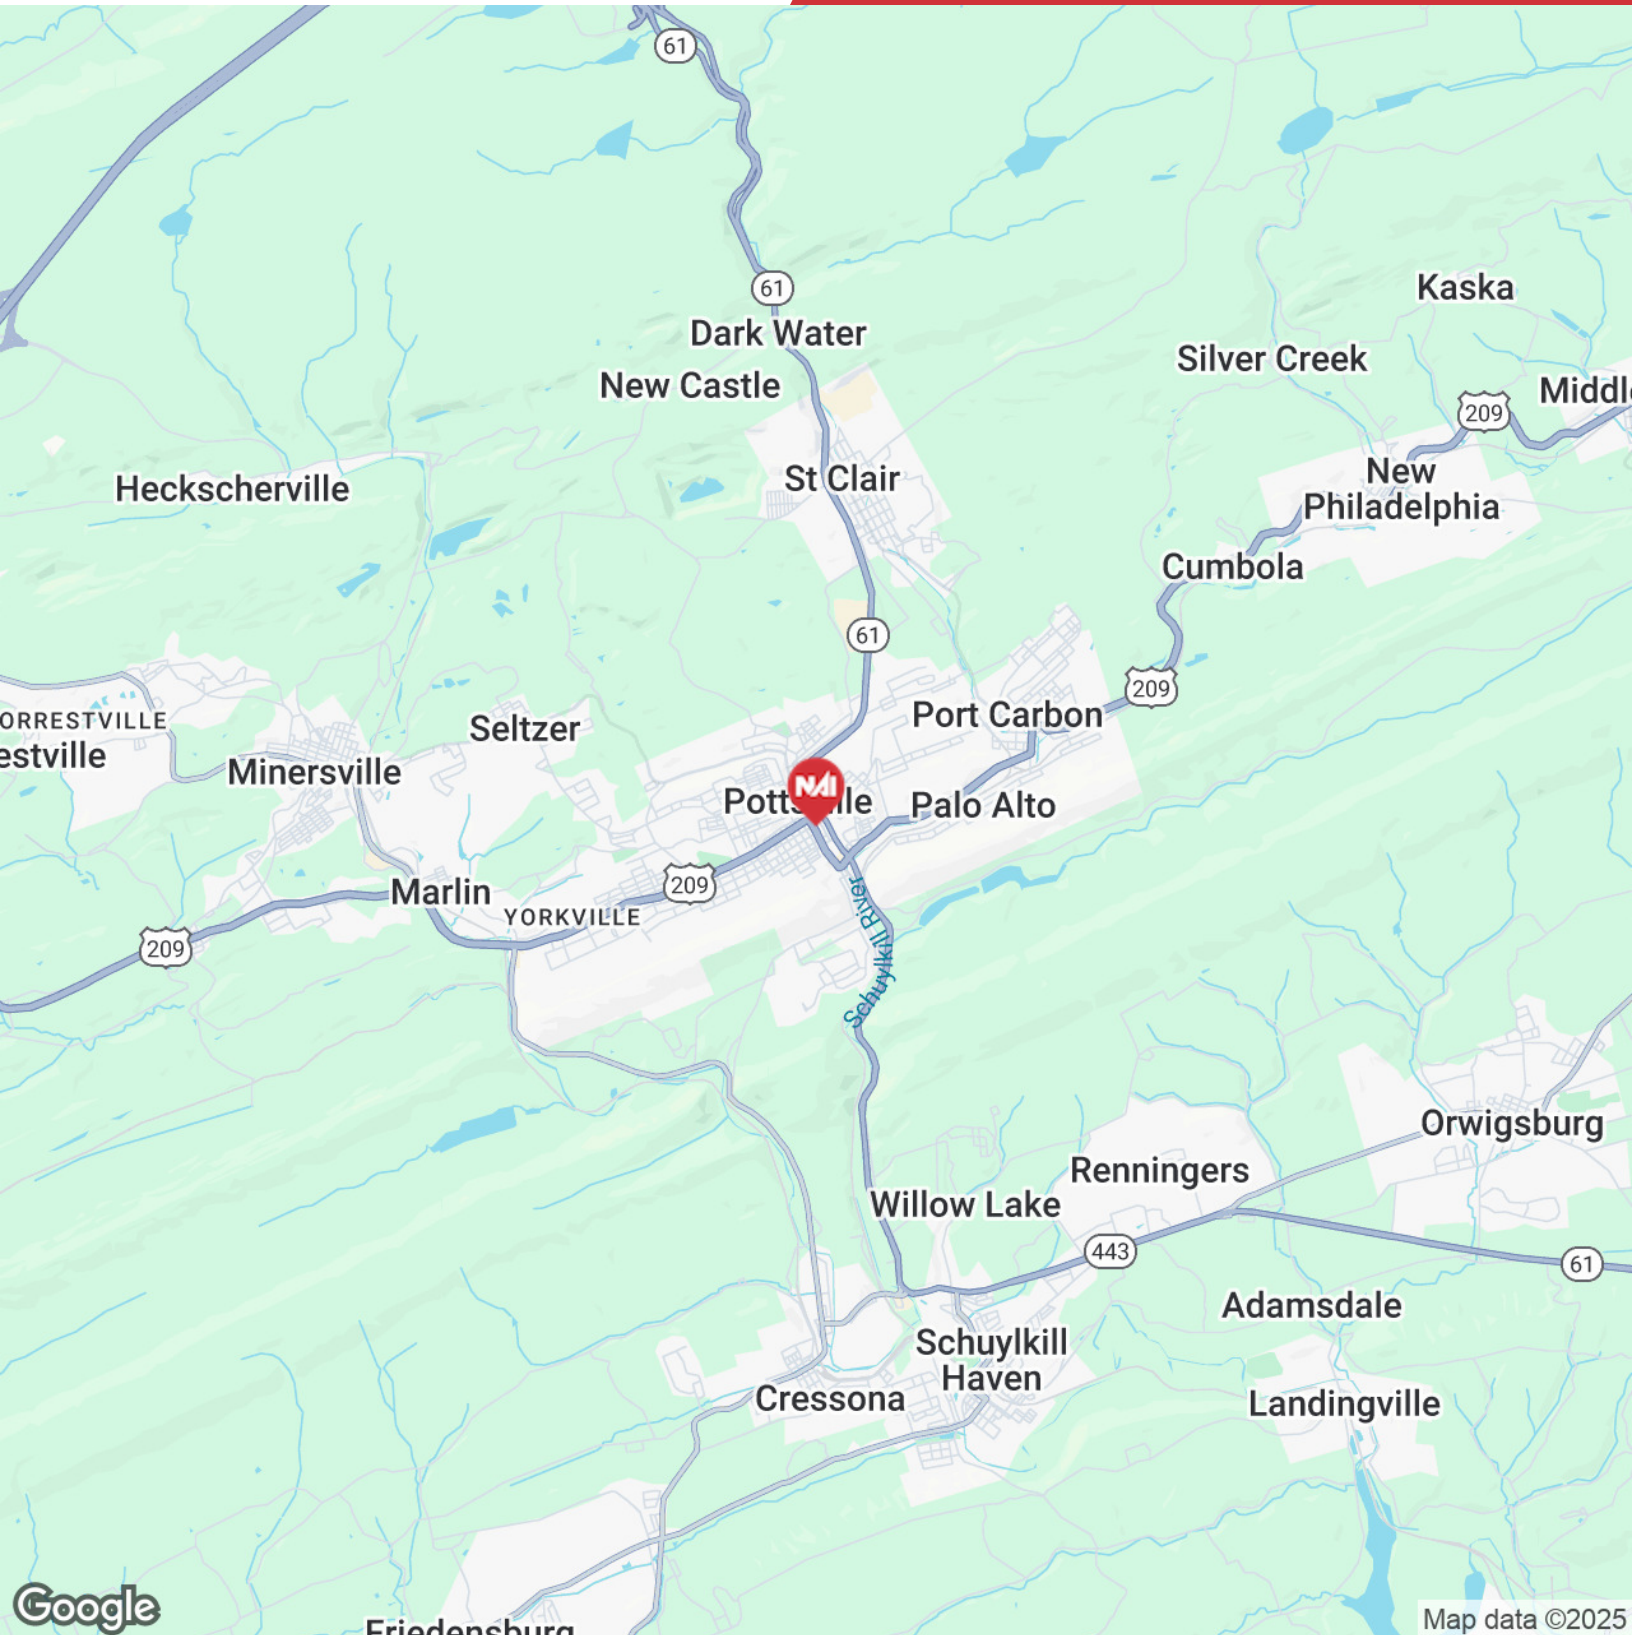 61
61
Dark Water
Kaska
Silver Creek
New Castle
Middl
209
St Clair
Heckscherville
New
Philadelphia
Cumbola
61
209
ORRESTVILLE
estville
Seltzer
Port Carbon
Minersville
NAI
Palo Alto
209
Marlin
YORKVILLE
209
Schuylkill River
Orwigsburg
Renningers
Willow Lake
443
61
Adamsdale
Schuylkill
Haven
Cressona
Landingville
Google
Friedensburg
Map data ©2025